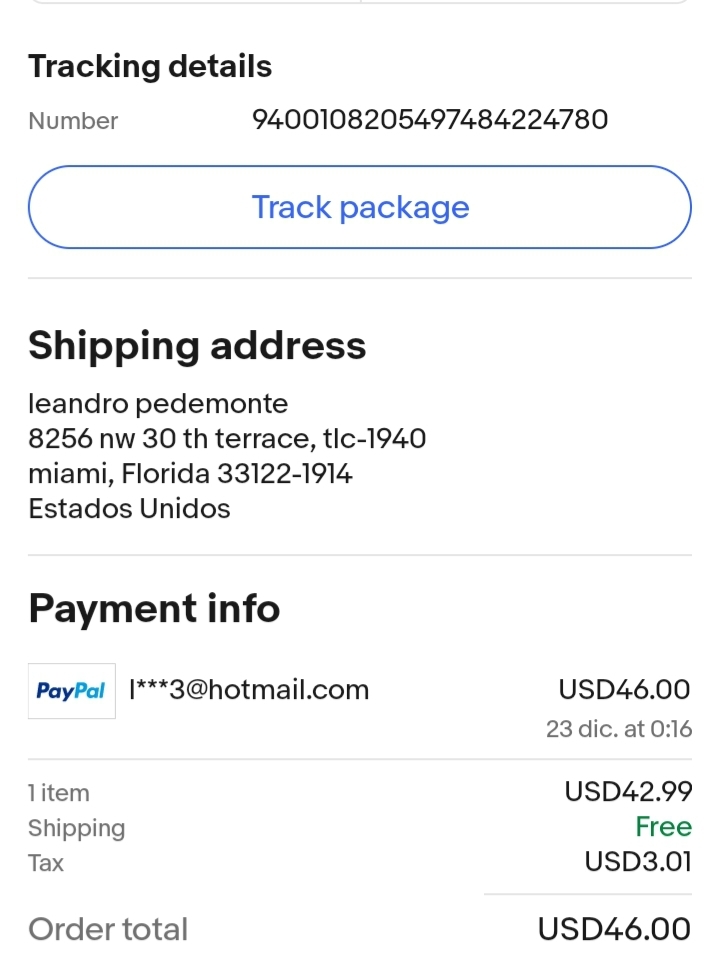 Tracking details
Number 9400108205497484224780
Track package
Shipping address
leandro pedemonte
8256 nw 30 th terrace, tlc-1940
miami, Florida 33122-1914
Estados Unidos
Payment info
PayPal l***3@hotmail.com USD46.00
23 dic. at 0:16
1 item USD42.99
Shipping Free
Tax USD3.01
Order total USD46.00